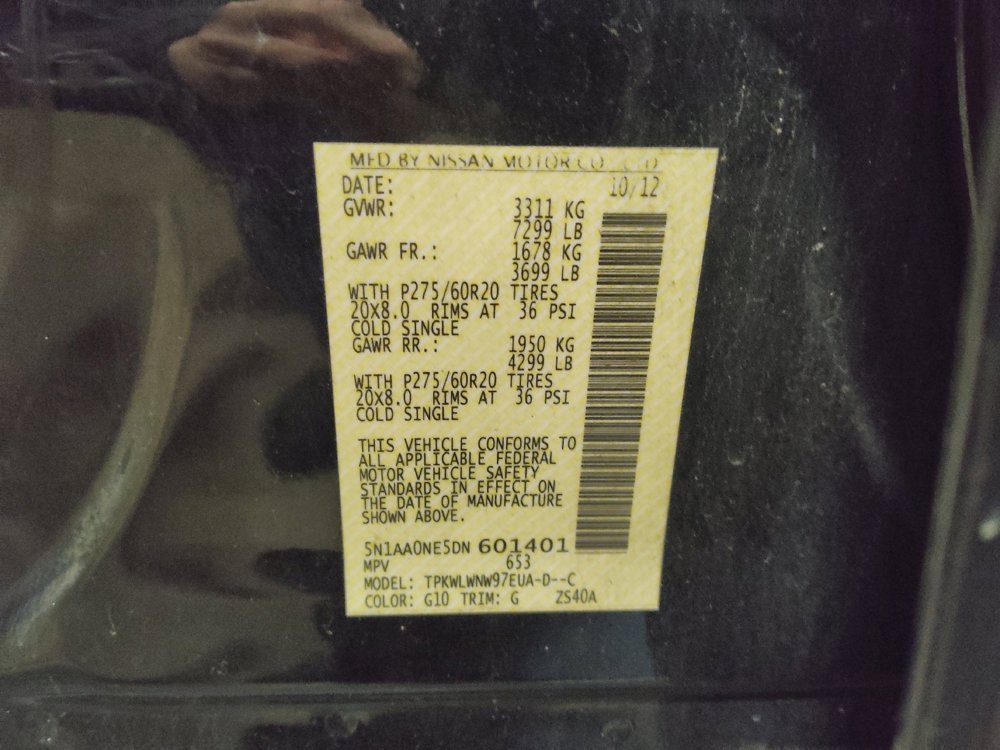 MFD BY NISSAN MOTOR CO., LTD.
DATE: 10/12
GVWR: 3311 KG
7299 LB
GAWR FR.: 1678 KG
3699 LB
WITH P275/60R20 TIRES
20X8.0 RIMS AT 36 PSI
COLD SINGLE
GAWR RR.: 1950 KG
4299 LB
WITH P275/60R20 TIRES
20X8.0 RIMS AT 36 PSI
COLD SINGLE
THIS VEHICLE CONFORMS TO
ALL APPLICABLE FEDERAL
MOTOR VEHICLE SAFETY
STANDARDS IN EFFECT ON
THE DATE OF MANUFACTURE
SHOWN ABOVE.
5N1AA0NE5DN 601401
MPV 653
MODEL: TPKWLWNW97EUA-D--C
COLOR: G10 TRIM: G ZS40A